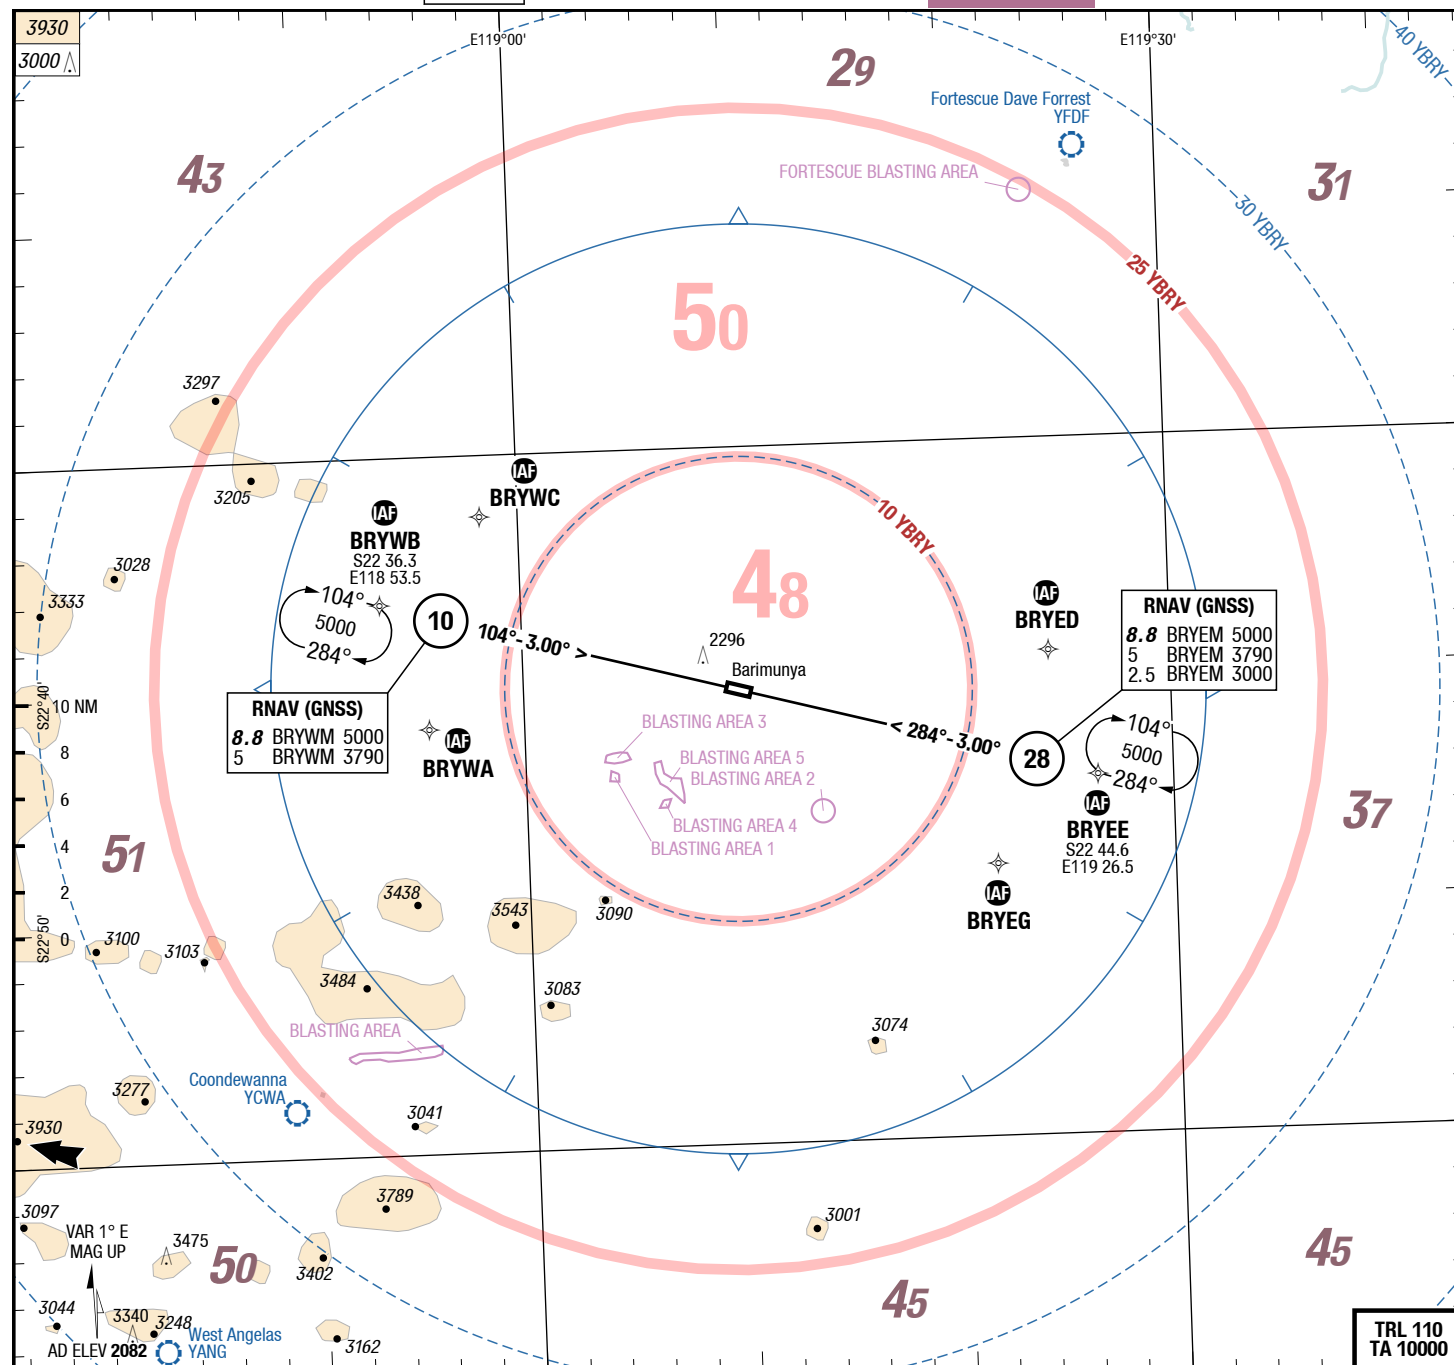 3930
3000
E119°00'
E119°30'
40 YBRY
29
Fortescue Dave Forrest
YFDF
43
FORTESCUE BLASTING AREA
31
30 YBRY
25 YBRY
50
3297
3205
IAF
BRYWC
10 YBRY
IAF
BRYWB
S22 36.3
E118 53.5
3028
3333
104°
5000
284°
10
104°- 3.00° >
48
2296
Barimunya
IAF
BRYED
RNAV (GNSS)
8.8 BRYEM 5000
5 BRYEM 3790
2.5 BRYEM 3000
S22°40'
10 NM
RNAV (GNSS)
8.8 BRYWM 5000
5 BRYWM 3790
IAF
BRYWA
BLASTING AREA 3
BLASTING AREA 5
BLASTING AREA 2
BLASTING AREA 4
BLASTING AREA 1
< 284°- 3.00°
28
104°
5000
284°
IAF
BRYEE
S22 44.6
E119 26.5
37
8
6
4
2
0
51
S22°50'
IAF
BRYEG
3438
3543
3090
3100
3103
3484
3083
3074
BLASTING AREA
Coondewanna
YCWA
3277
3041
3930
3789
3001
3097
VAR 1° E
MAG UP
3475
50
3402
45
45
3044
3340
3248
West Angelas
YANG
3162
AD ELEV 2082
TRL 110
TA 10000